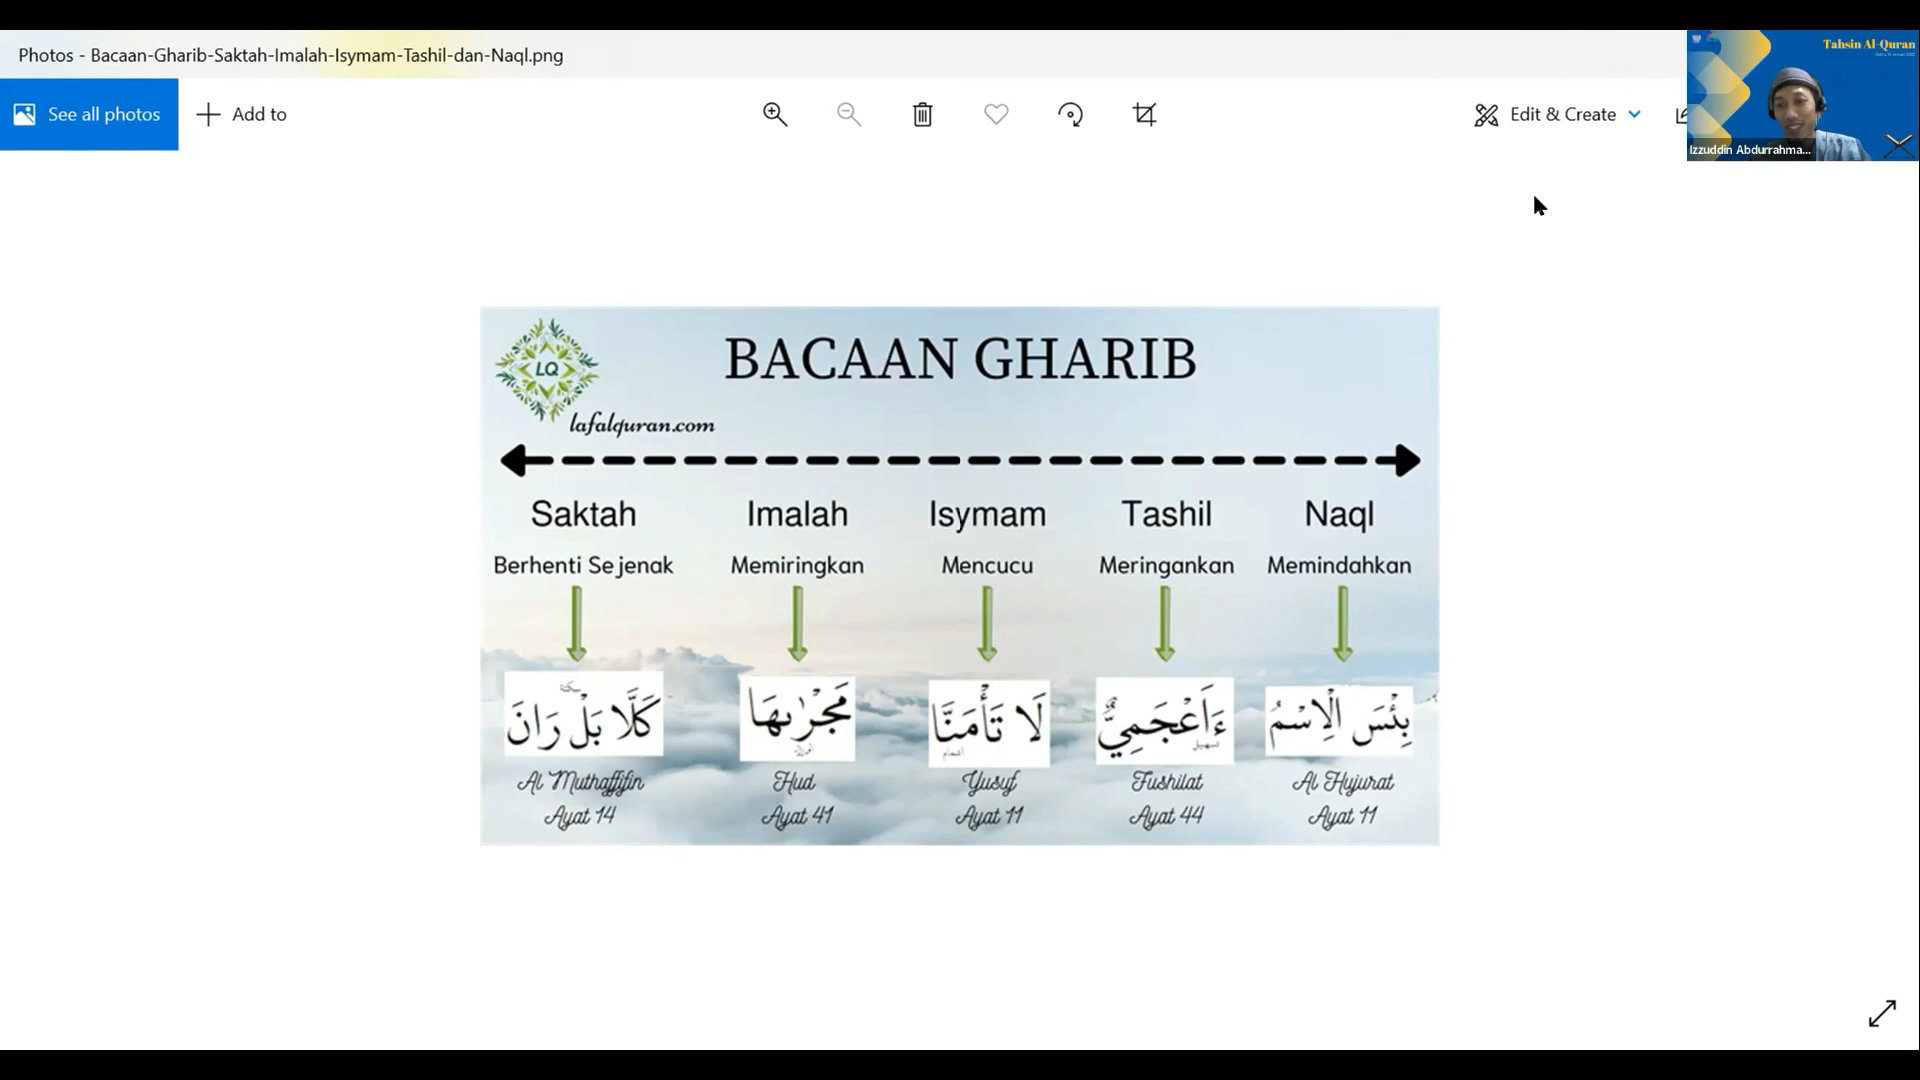 Photos - Bacaan-Gharib-Saktah-Imalah-Isymam-Tashil-dan-Naql.png
See all photos
Add to
Edit & Create
Tahsin Al-Quran
Izzuddin Abdurrahma...
LQ
lafalquran.com
BACAAN GHARIB
Saktah Imalah Isymam Tashil Naql
Berhenti Sejenak Memiringkan Mencucu Meringankan Memindahkan
كَلَّا بَلْ رَانَ
مَجْرٰىهَا
لَا تَأْمَنَّا
ءَاَعْجَمِيٌّ
بِئْسَ الْاِسْمُ
Al Muthaffifin Hud Yusuf Fushilat Al Hujurat
Ayat 14 Ayat 41 Ayat 11 Ayat 44 Ayat 11